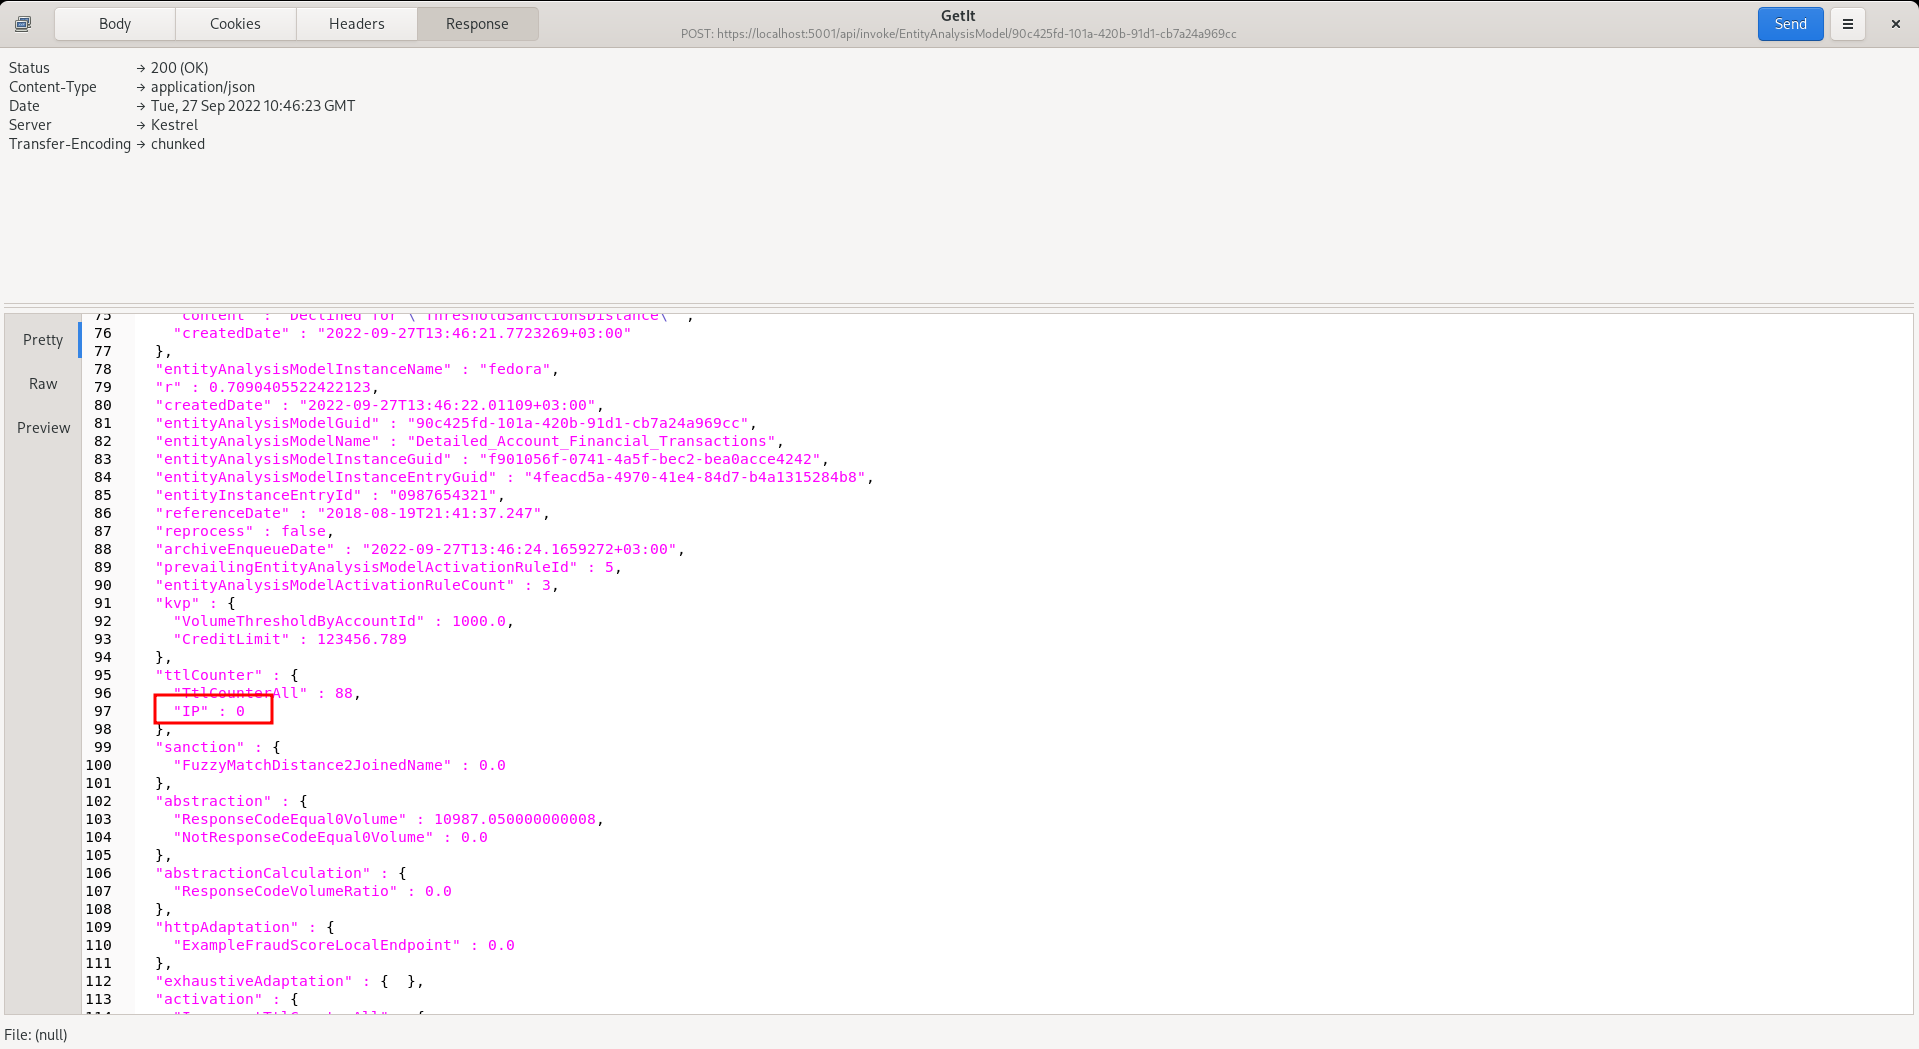 Body Cookies Headers Response
GetIt
POST: https://localhost:5001/api/invoke/EntityAnalysisModel/90c425fd-101a-420b-91d1-cb7a24a969cc
Send
Status → 200 (OK)
Content-Type → application/json
Date → Tue, 27 Sep 2022 10:46:23 GMT
Server → Kestrel
Transfer-Encoding → chunked
Pretty
Raw
Preview
75 "content" : "Declined for \"ThresholdSanctionsDistance\"",
76 "createdDate" : "2022-09-27T13:46:21.7723269+03:00"
77 },
78 "entityAnalysisModelInstanceName" : "fedora",
79 "r" : 0.7090405522422123,
80 "createdDate" : "2022-09-27T13:46:22.01109+03:00",
81 "entityAnalysisModelGuid" : "90c425fd-101a-420b-91d1-cb7a24a969cc",
82 "entityAnalysisModelName" : "Detailed_Account_Financial_Transactions",
83 "entityAnalysisModelInstanceGuid" : "f901056f-0741-4a5f-bec2-bea0acce4242",
84 "entityAnalysisModelInstanceEntryGuid" : "4feacd5a-4970-41e4-84d7-b4a1315284b8",
85 "entityInstanceEntryId" : "0987654321",
86 "referenceDate" : "2018-08-19T21:41:37.247",
87 "reprocess" : false,
88 "archiveEnqueueDate" : "2022-09-27T13:46:24.1659272+03:00",
89 "prevailingEntityAnalysisModelActivationRuleId" : 5,
90 "entityAnalysisModelActivationRuleCount" : 3,
91 "kvp" : {
92 "VolumeThresholdByAccountId" : 1000.0,
93 "CreditLimit" : 123456.789
94 },
95 "ttlCounter" : {
96 "TtlCounterAll" : 88,
97 "IP" : 0
98 },
99 "sanction" : {
100 "FuzzyMatchDistance2JoinedName" : 0.0
101 },
102 "abstraction" : {
103 "ResponseCodeEqual0Volume" : 10987.050000000008,
104 "NotResponseCodeEqual0Volume" : 0.0
105 },
106 "abstractionCalculation" : {
107 "ResponseCodeVolumeRatio" : 0.0
108 },
109 "httpAdaptation" : {
110 "ExampleFraudScoreLocalEndpoint" : 0.0
111 },
112 "exhaustiveAdaptation" : { },
113 "activation" : {
File: (null)